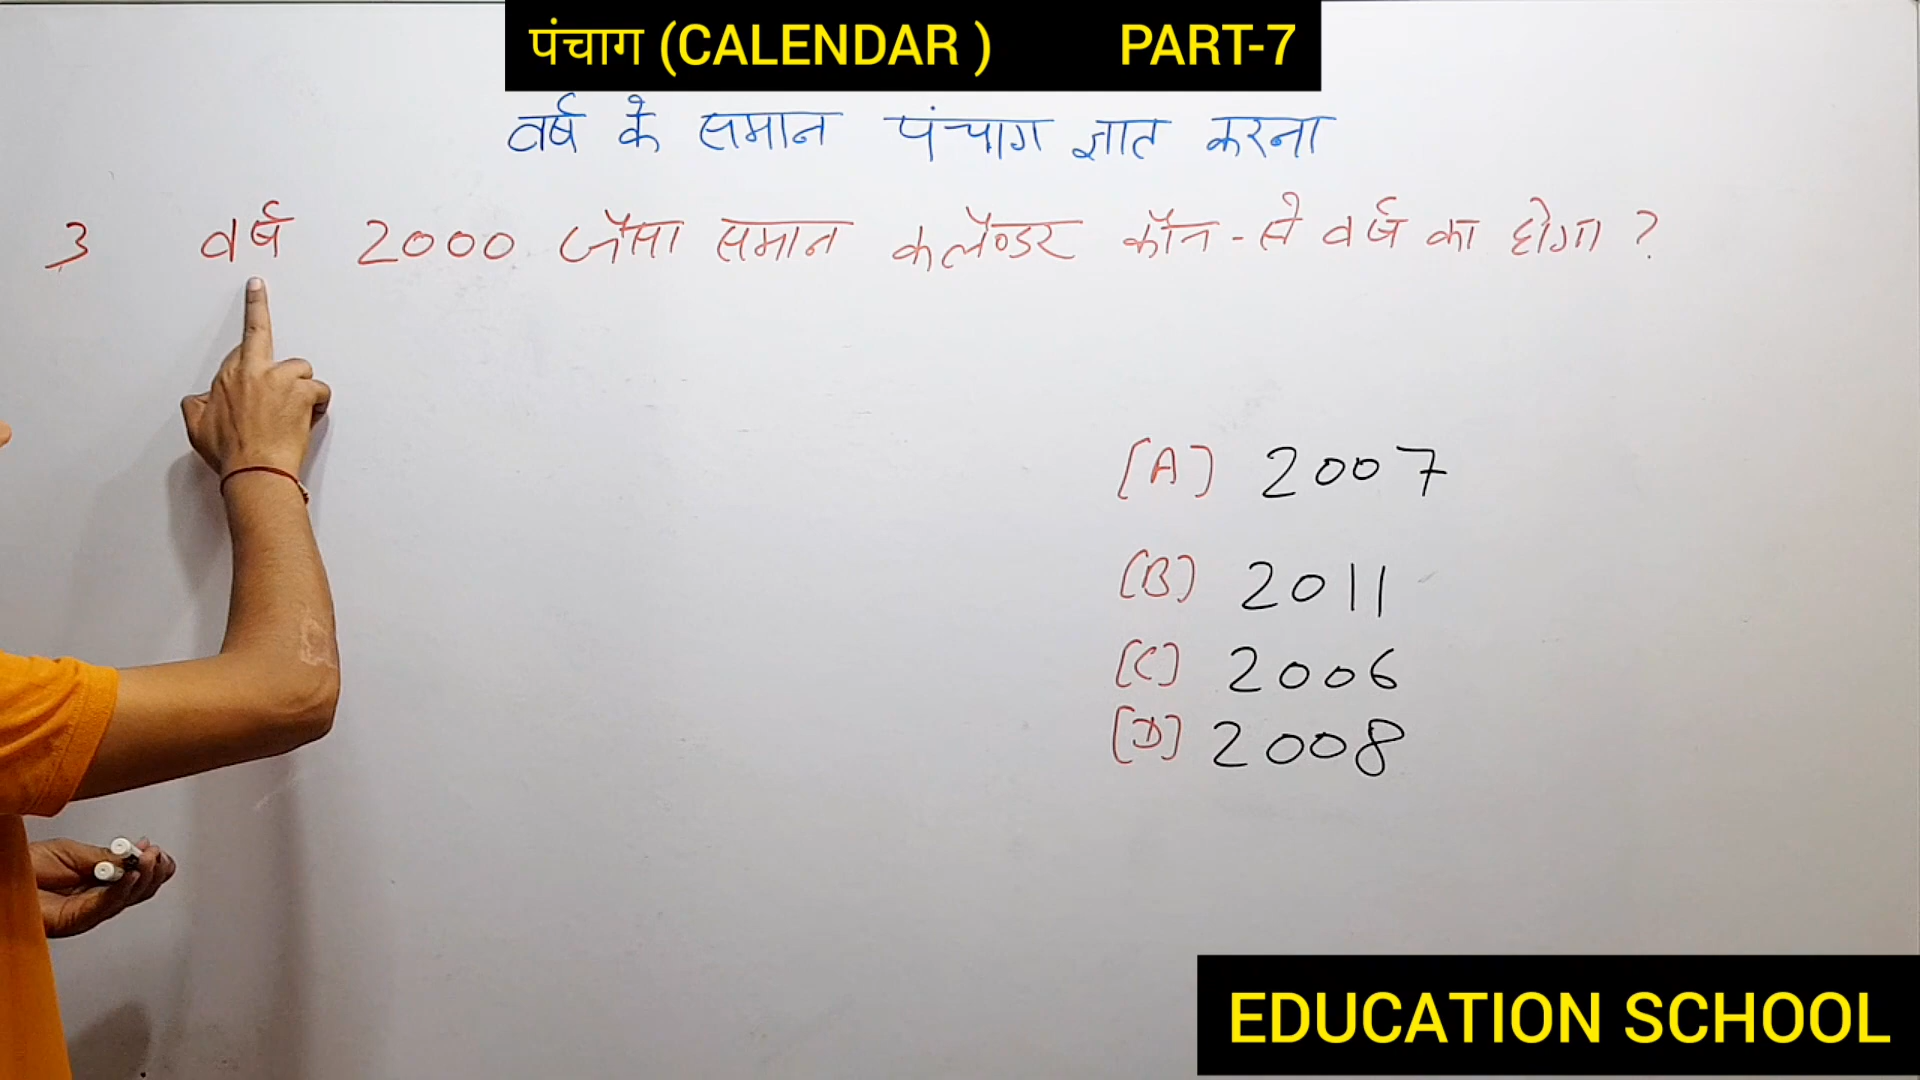 पंचाग (CALENDAR ) PART-7
वर्ष के समान पंचाग ज्ञात करना
3 वर्ष 2000 जैसा समान कलैण्डर कौन-से वर्ष का होगा ?
(A) 2007
(B) 2011
(C) 2006
(D) 2008
EDUCATION SCHOOL